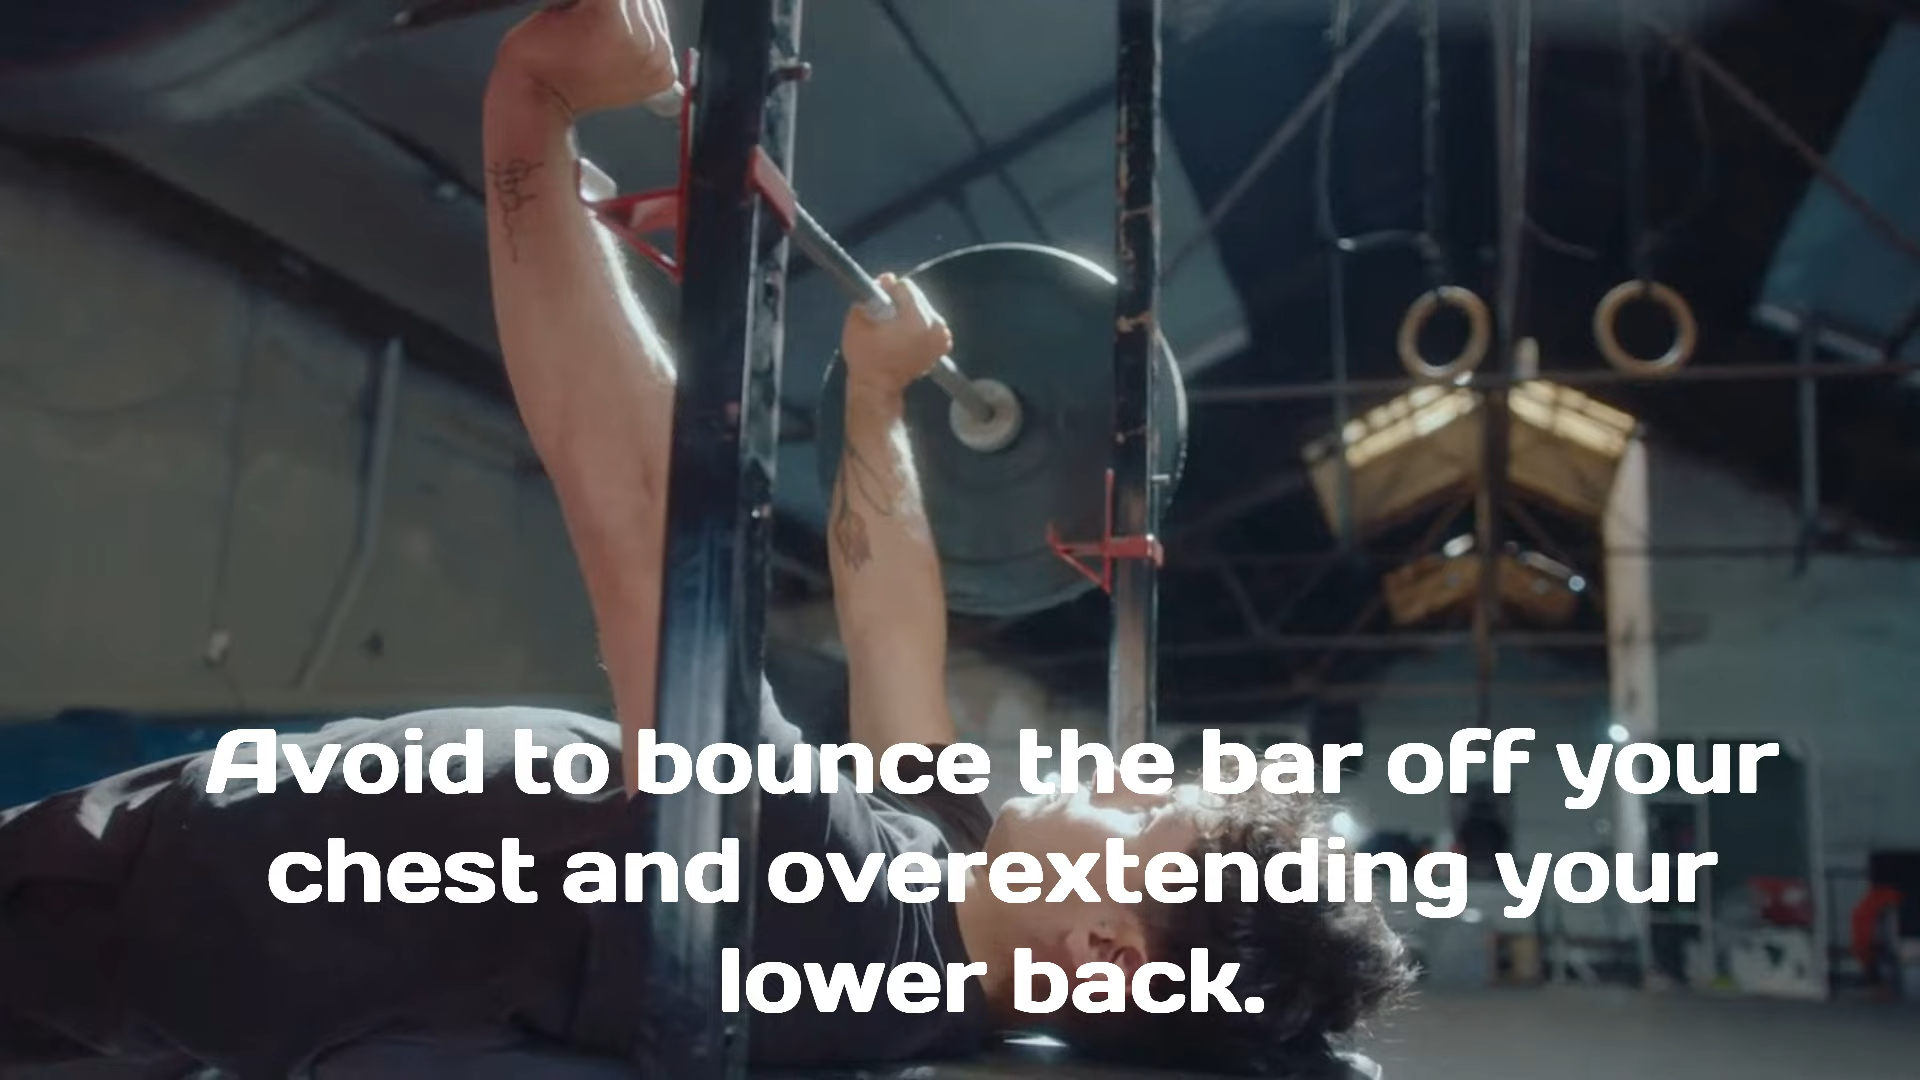 Avoid to bounce the bar off your
chest and overextending your
lower back.